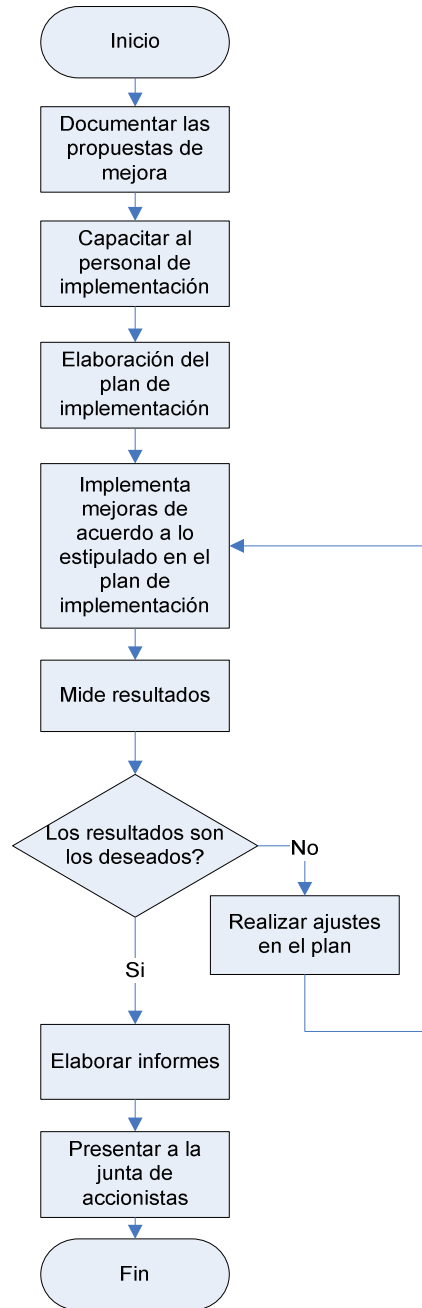 Inicio
Documentar las
propuestas de
mejora
Capacitar al
personal de
implementación
Elaboración del
plan de
implementación
Implementa
mejoras de
acuerdo a lo
estipulado en el
plan de
implementación
Mide resultados
Los resultados son
los deseados?
No
Realizar ajustes
en el plan
Si
Elaborar informes
Presentar a la
junta de
accionistas
Fin